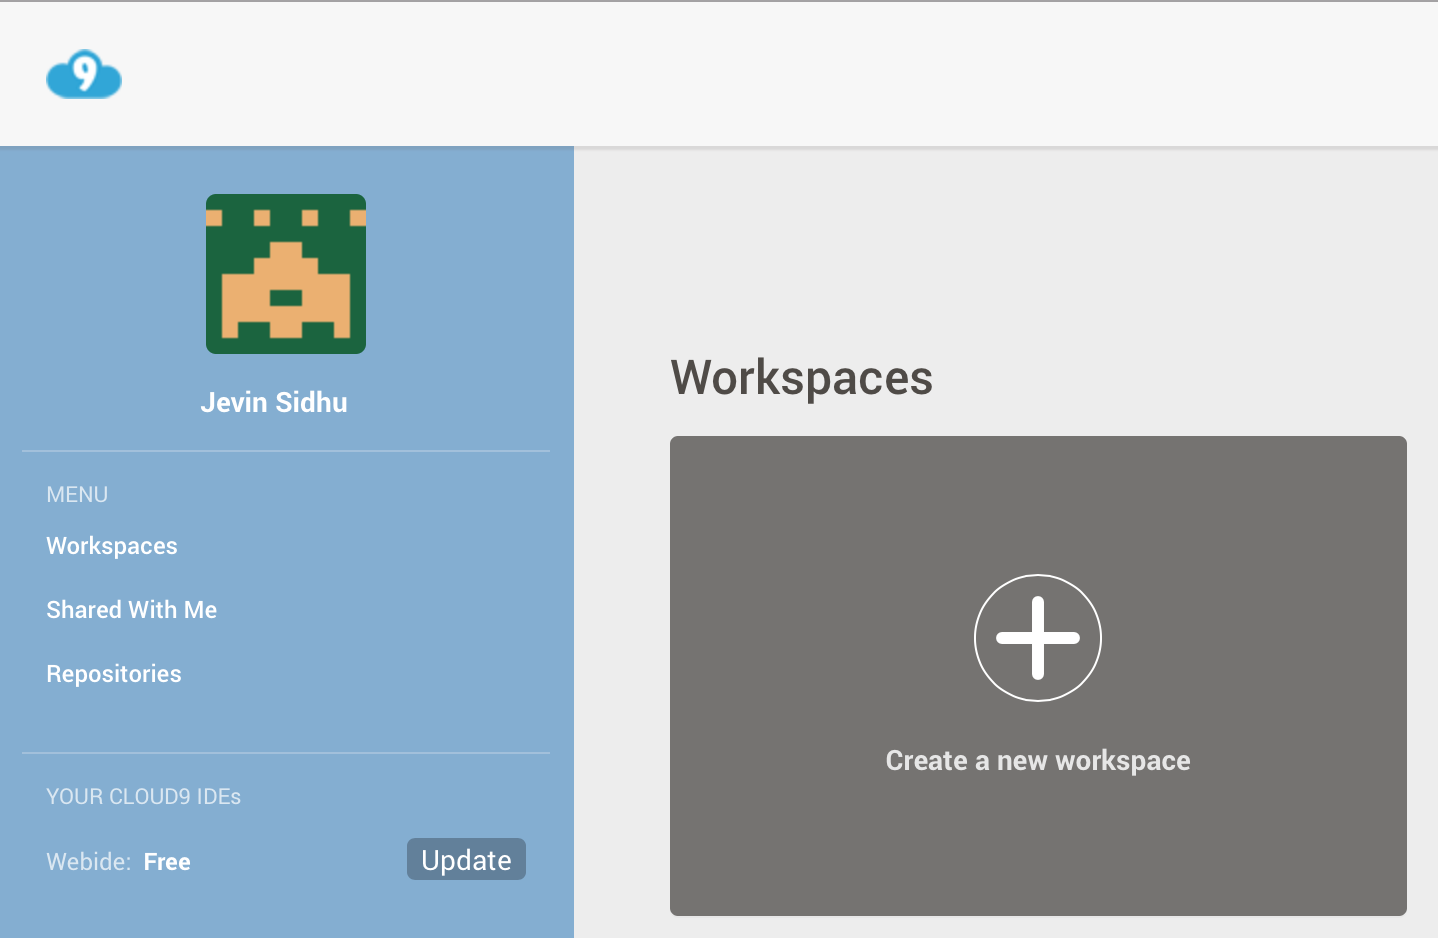 9
Jevin Sidhu
MENU
Workspaces
Shared With Me
Repositories
YOUR CLOUD9 IDEs
Webide: Free
Update
Workspaces
Create a new workspace